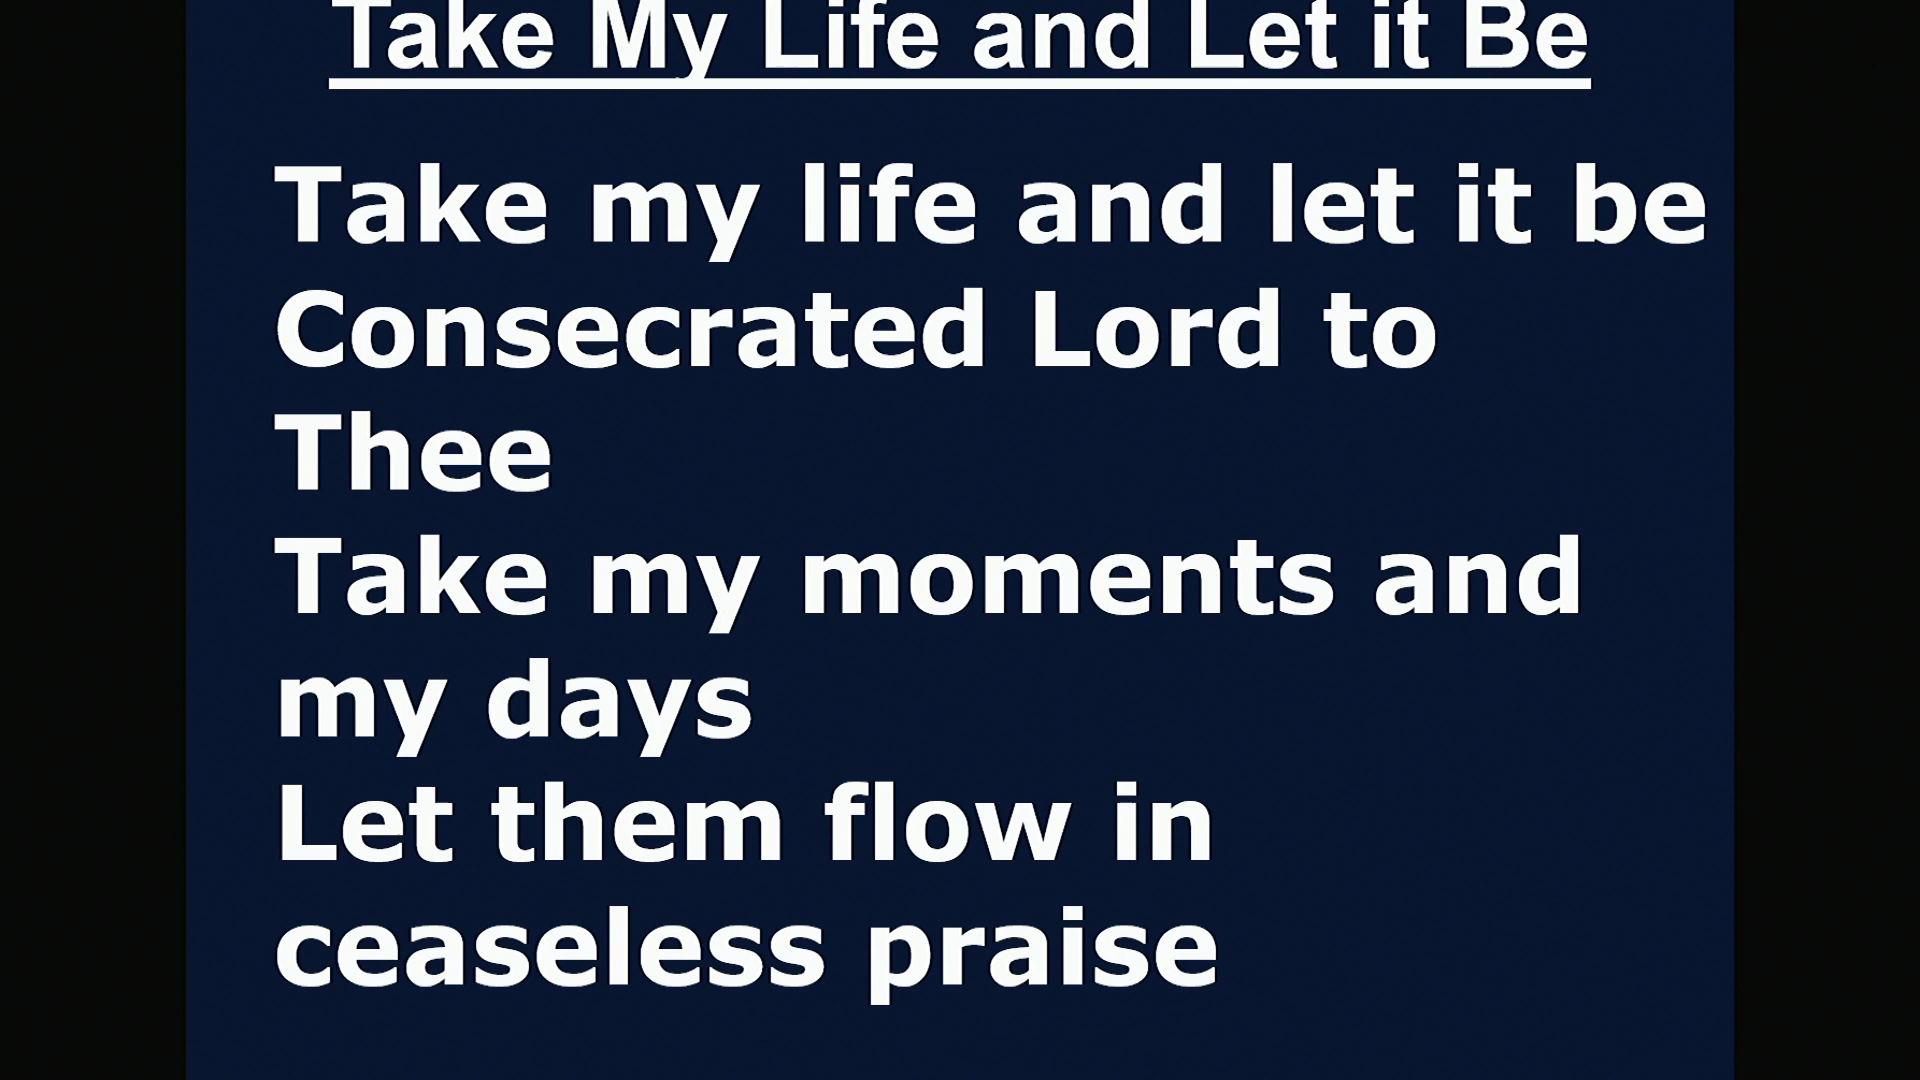 Take My Life and Let it Be
Take my life and let it be
Consecrated Lord to
Thee
Take my moments and
my days
Let them flow in
ceaseless praise